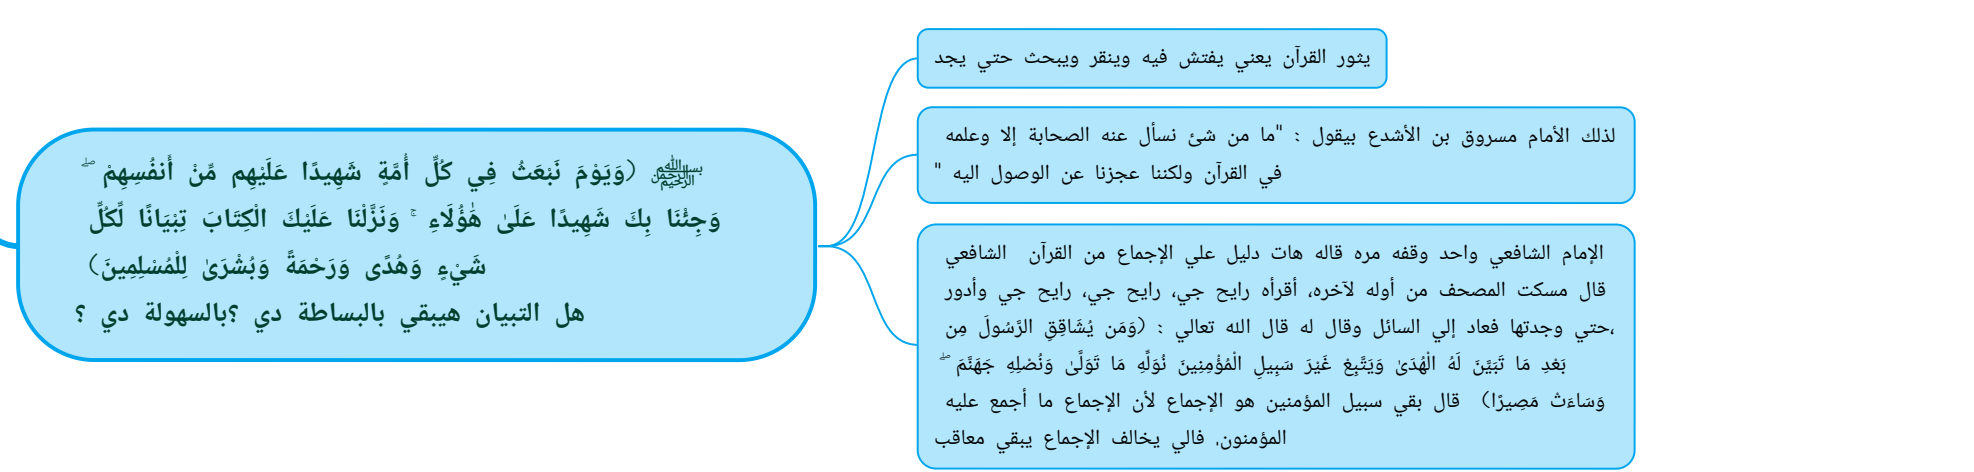 ﷽ (وَيَوْمَ نَبْعَثُ فِي كُلِّ أُمَّةٍ شَهِيدًا عَلَيْهِم مِّنْ أَنفُسِهِمْ ۖ
وَجِئْنَا بِكَ شَهِيدًا عَلَىٰ هَٰؤُلَاءِ ۚ وَنَزَّلْنَا عَلَيْكَ الْكِتَابَ تِبْيَانًا لِّكُلِّ
شَيْءٍ وَهُدًى وَرَحْمَةً وَبُشْرَىٰ لِلْمُسْلِمِينَ)
هل التبيان هيبقي بالبساطة دي ؟بالسهولة دي ؟
يثور القرآن يعني يفتش فيه وينقر ويبحث حتي يجد
لذلك الأمام مسروق بن الأشدع بيقول : "ما من شئ نسأل عنه الصحابة إلا وعلمه
في القرآن ولكننا عجزنا عن الوصول اليه "
الإمام الشافعي واحد وقفه مره قاله هات دليل علي الإجماع من القرآن الشافعي
قال مسكت المصحف من أوله لآخره، أقرأه رايح جي، رايح جي، رايح جي وأدور
،حتي وجدتها فعاد إلي السائل وقال له قال الله تعالي : (وَمَن يُشَاقِقِ الرَّسُولَ مِن
بَعْدِ مَا تَبَيَّنَ لَهُ الْهُدَىٰ وَيَتَّبِعْ غَيْرَ سَبِيلِ الْمُؤْمِنِينَ نُوَلِّهِ مَا تَوَلَّىٰ وَنُصْلِهِ جَهَنَّمَ ۖ
وَسَاءَتْ مَصِيرًا) قال بقي سبيل المؤمنين هو الإجماع لأن الإجماع ما أجمع عليه
المؤمنون, فالي يخالف الإجماع يبقي معاقب